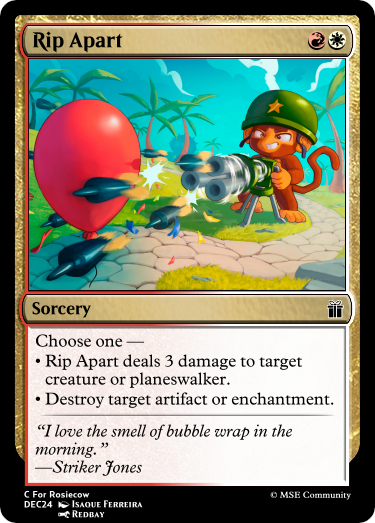 Rip Apart
Sorcery
Choose one —
• Rip Apart deals 3 damage to target
creature or planeswalker.
• Destroy target artifact or enchantment.
“I love the smell of bubble wrap in the
morning.”
—Striker Jones
C For Rosiecow
DEC24 Isaque Ferreira
Redbay
© MSE Community